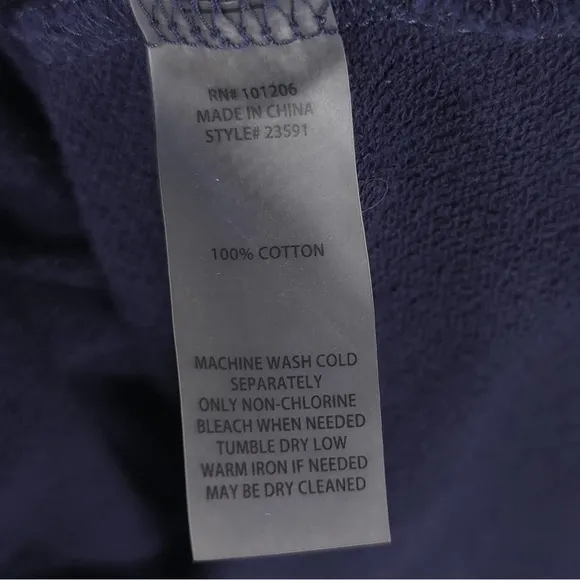 RN# 101206
MADE IN CHINA
STYLE# 23591
100% COTTON
MACHINE WASH COLD
SEPARATELY
ONLY NON-CHLORINE
BLEACH WHEN NEEDED
TUMBLE DRY LOW
WARM IRON IF NEEDED
MAY BE DRY CLEANED